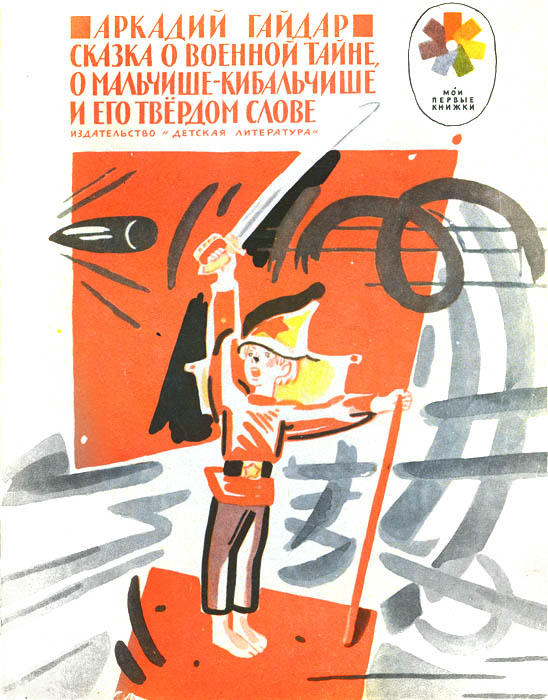 АРКАДИЙ ГАЙДАР
СКАЗКА О ВОЕННОЙ ТАЙНЕ,
О МАЛЬЧИШЕ-КИБАЛЬЧИШЕ
И ЕГО ТВЁРДОМ СЛОВЕ
ИЗДАТЕЛЬСТВО "ДЕТСКАЯ ЛИТЕРАТУРА"
МОИ
ПЕРВЫЕ
КНИЖКИ